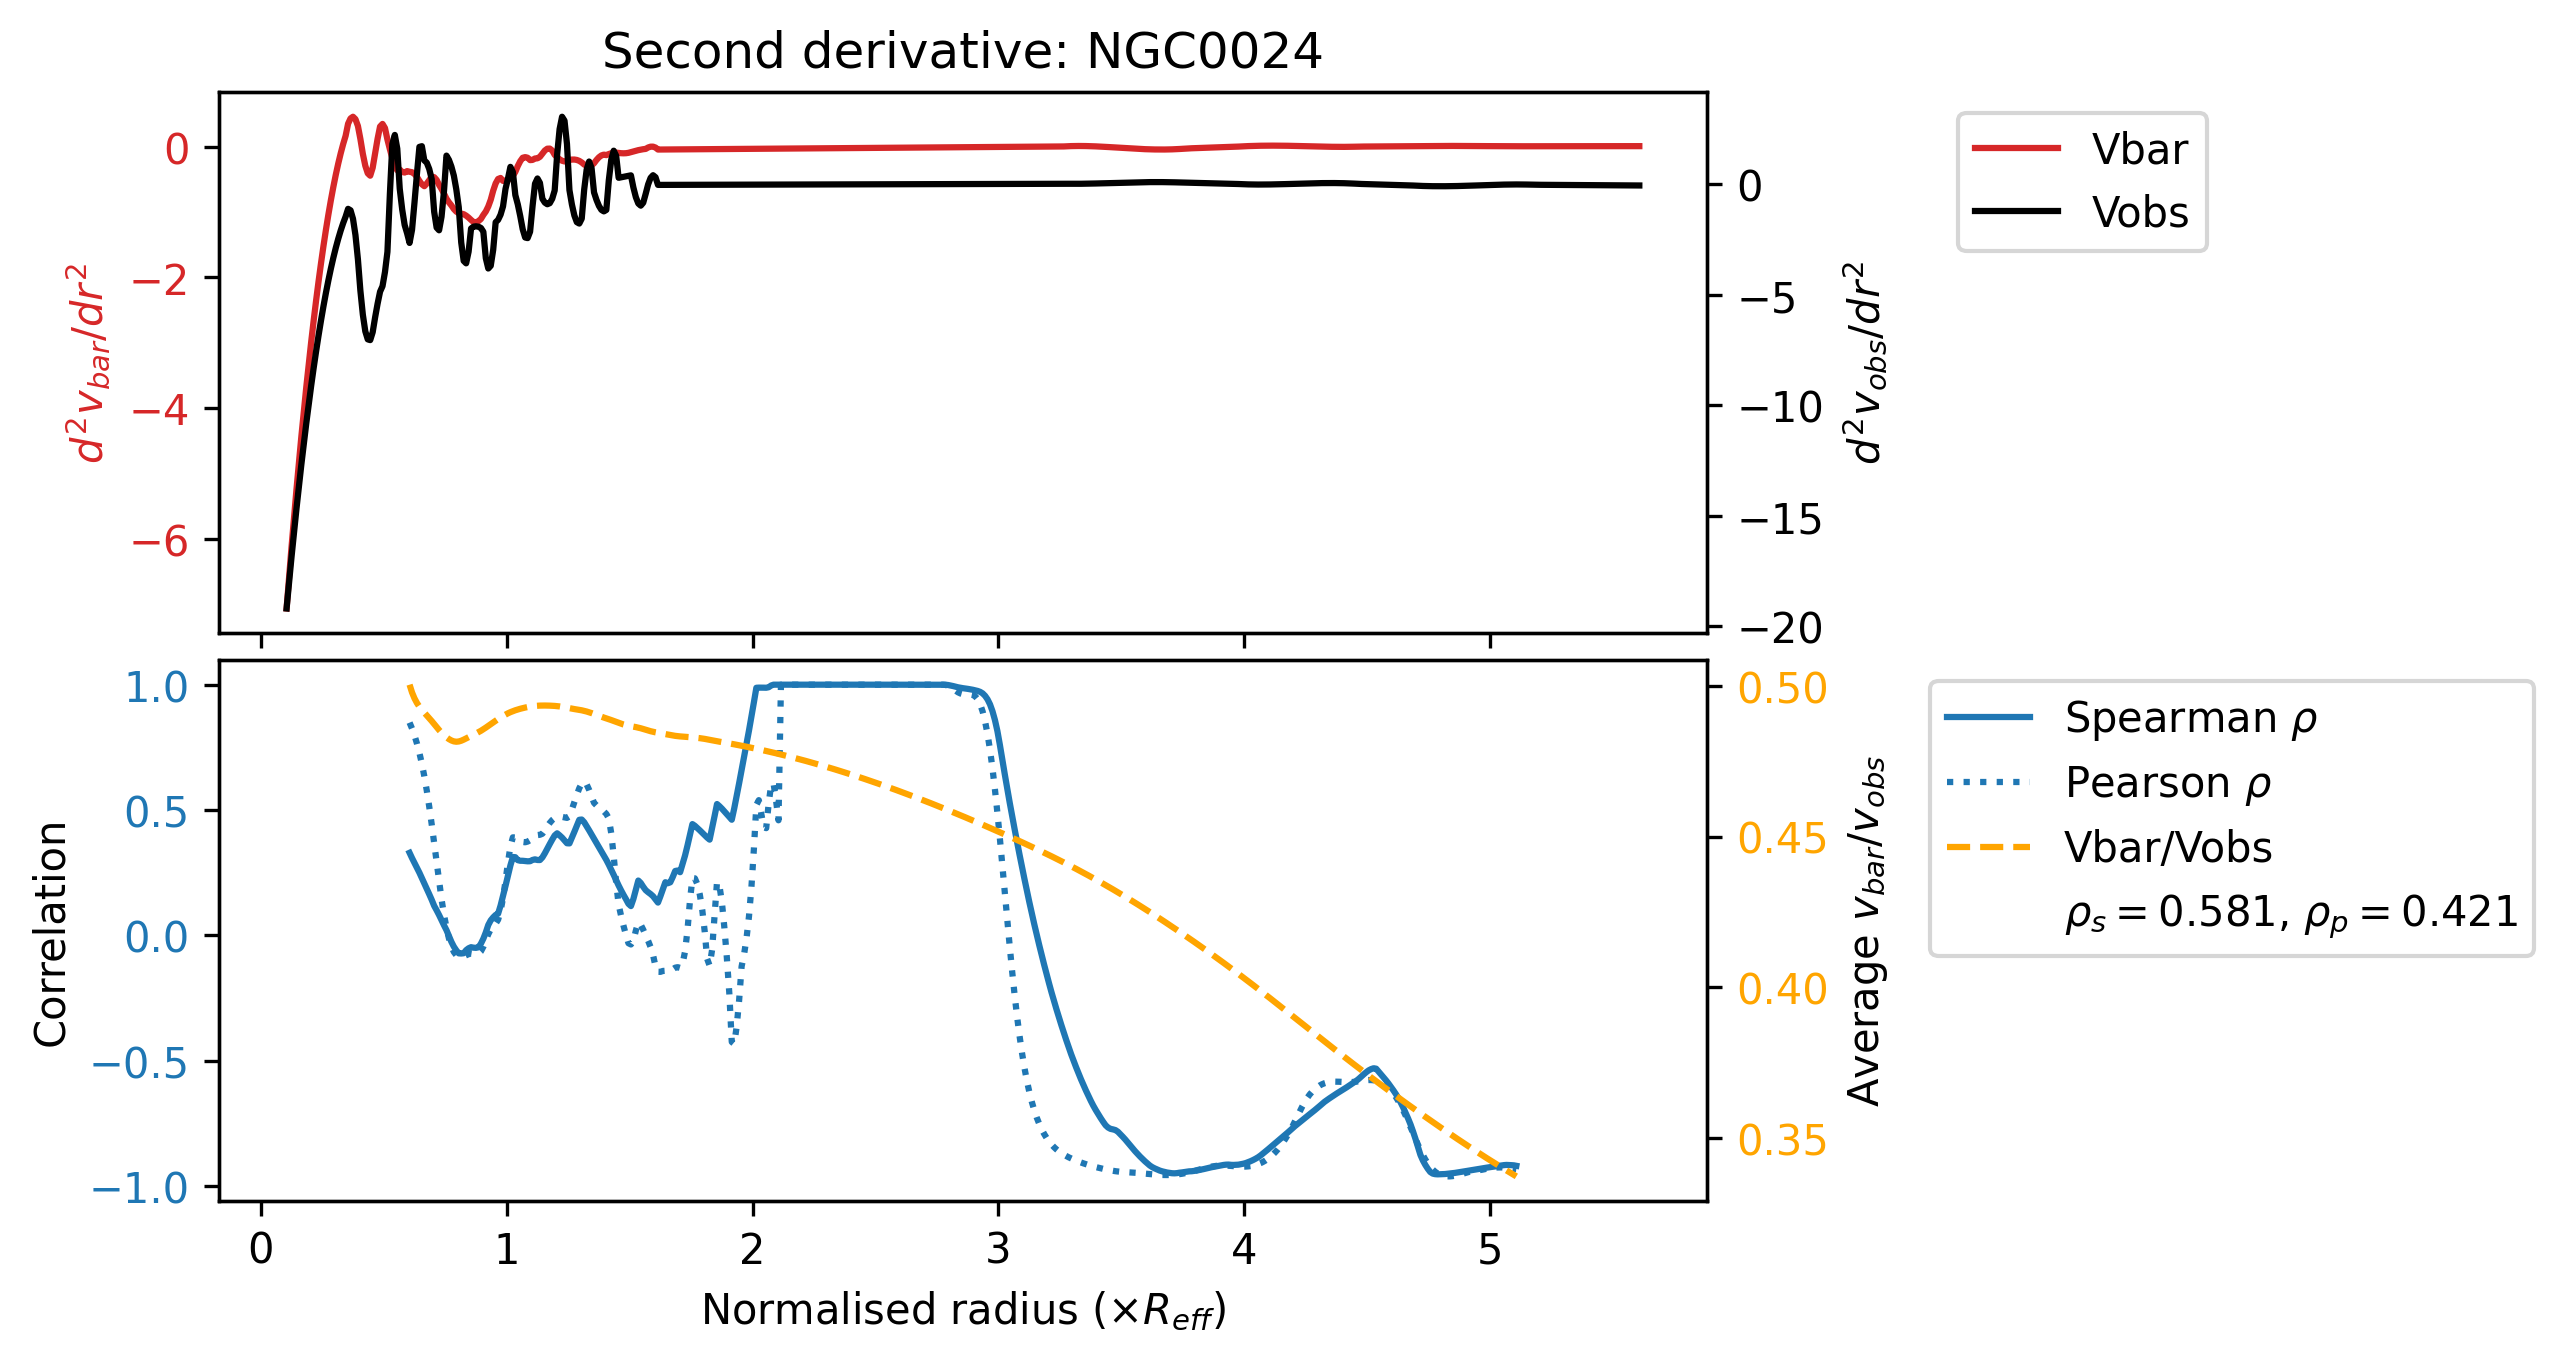 Second derivative: NGC0024
0
−2
−4
−6
d²v_bar/dr²
0
−5
−10
−15
−20
d²v_obs/dr²
Vbar
Vobs
1.0
0.5
0.0
−0.5
−1.0
Correlation
0.50
0.45
0.40
0.35
Average v_bar/v_obs
Spearman ρ
Pearson ρ
Vbar/Vobs
ρ_s = 0.581, ρ_p = 0.421
0 1 2 3 4 5
Normalised radius (×R_eff)